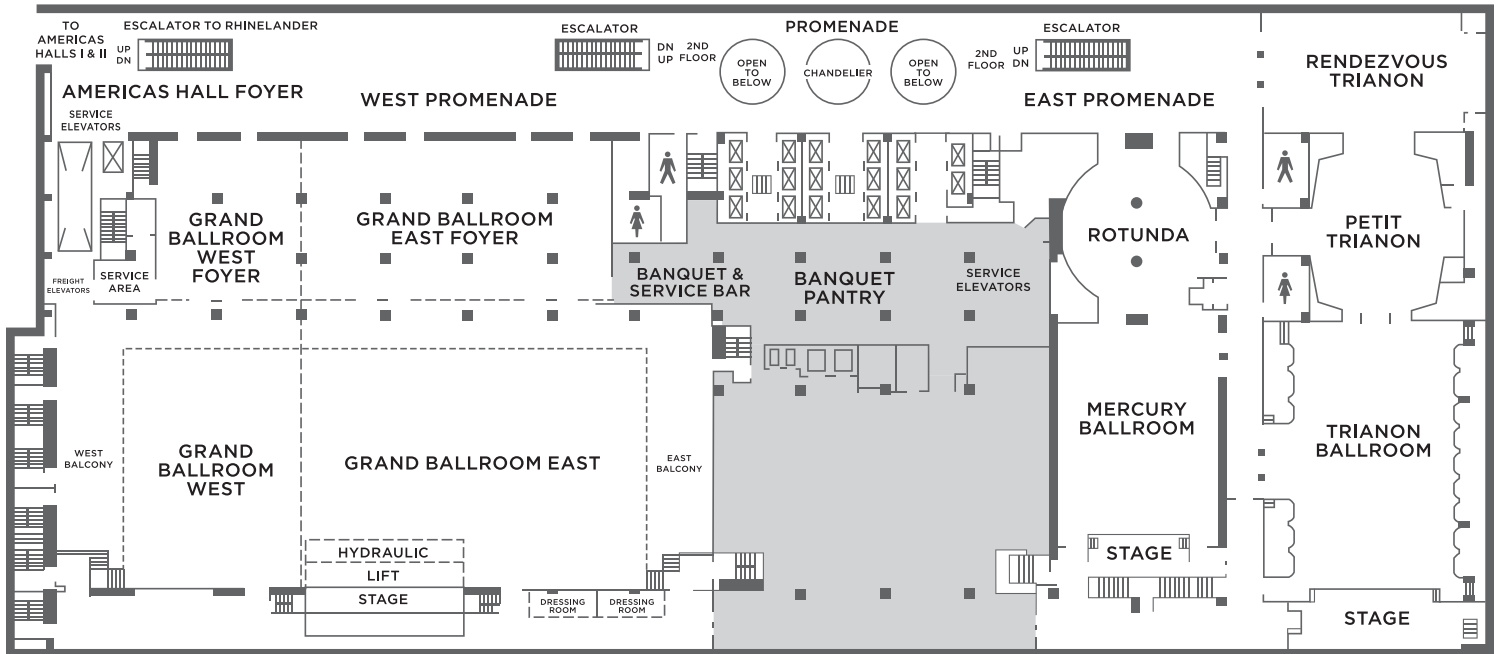 TO
AMERICAS
HALLS I & II
UP
DN
ESCALATOR TO RHINELANDER
ESCALATOR
DN
UP
2ND
FLOOR
PROMENADE
OPEN
TO
BELOW
CHANDELIER
OPEN
TO
BELOW
2ND
FLOOR
UP
DN
ESCALATOR
RENDEZVOUS
TRIANON
AMERICAS HALL FOYER
WEST PROMENADE
EAST PROMENADE
SERVICE
ELEVATORS
GRAND
BALLROOM
WEST
FOYER
GRAND BALLROOM
EAST FOYER
ROTUNDA
PETIT
TRIANON
FREIGHT
ELEVATORS
SERVICE
AREA
BANQUET &
SERVICE BAR
BANQUET
PANTRY
SERVICE
ELEVATORS
MERCURY
BALLROOM
TRIANON
BALLROOM
WEST
BALCONY
GRAND
BALLROOM
WEST
GRAND BALLROOM EAST
EAST
BALCONY
HYDRAULIC
LIFT
STAGE
DRESSING
ROOM
DRESSING
ROOM
STAGE
STAGE